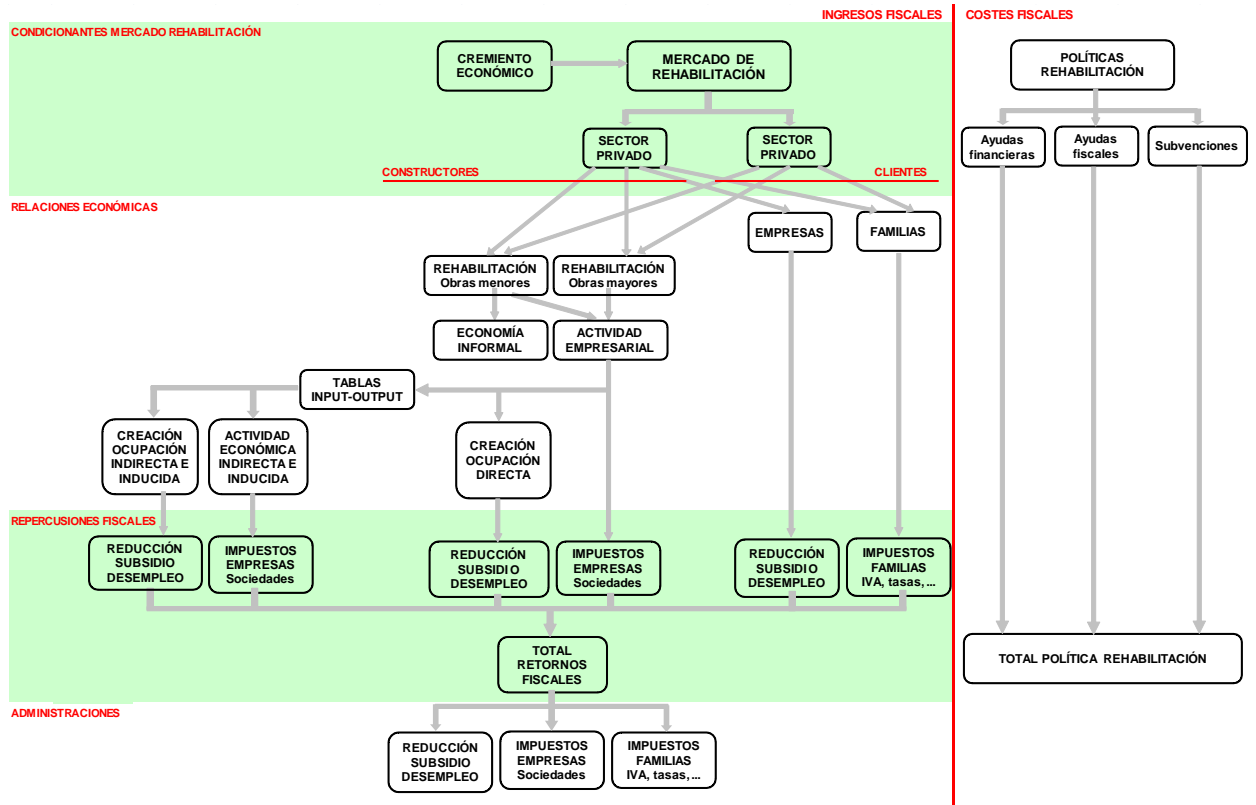 INGRESOS FISCALES
COSTES FISCALES
CONDICIONANTES MERCADO REHABILITACIÓN
CREMIENTO
ECONÓMICO
MERCADO DE
REHABILITACIÓN
POLÍTICAS
REHABILITACIÓN
SECTOR
PRIVADO
SECTOR
PRIVADO
Ayudas
financieras
Ayudas
fiscales
Subvenciones
CONSTRUCTORES
CLIENTES
RELACIONES ECONÓMICAS
EMPRESAS
FAMILIAS
REHABILITACIÓN
Obras menores
REHABILITACIÓN
Obras mayores
ECONOMÍA
INFORMAL
ACTIVIDAD
EMPRESARIAL
TABLAS
INPUT-OUTPUT
CREACIÓN
OCUPACIÓN
INDIRECTA E
INDUCIDA
ACTIVIDAD
ECONÓMICA
INDIRECTA E
INDUCIDA
CREACIÓN
OCUPACIÓN
DIRECTA
REPERCUSIONES FISCALES
REDUCCIÓN
SUBSIDIO
DESEMPLEO
IMPUESTOS
EMPRESAS
Sociedades
REDUCCIÓN
SUBSIDIO
DESEMPLEO
IMPUESTOS
EMPRESAS
Sociedades
REDUCCIÓN
SUBSIDIO
DESEMPLEO
IMPUESTOS
FAMILIAS
IVA, tasas,...
TOTAL
RETORNOS
FISCALES
TOTAL POLÍTICA REHABILITACIÓN
ADMINISTRACIONES
REDUCCIÓN
SUBSIDIO
DESEMPLEO
IMPUESTOS
EMPRESAS
Sociedades
IMPUESTOS
FAMILIAS
IVA, tasas,...